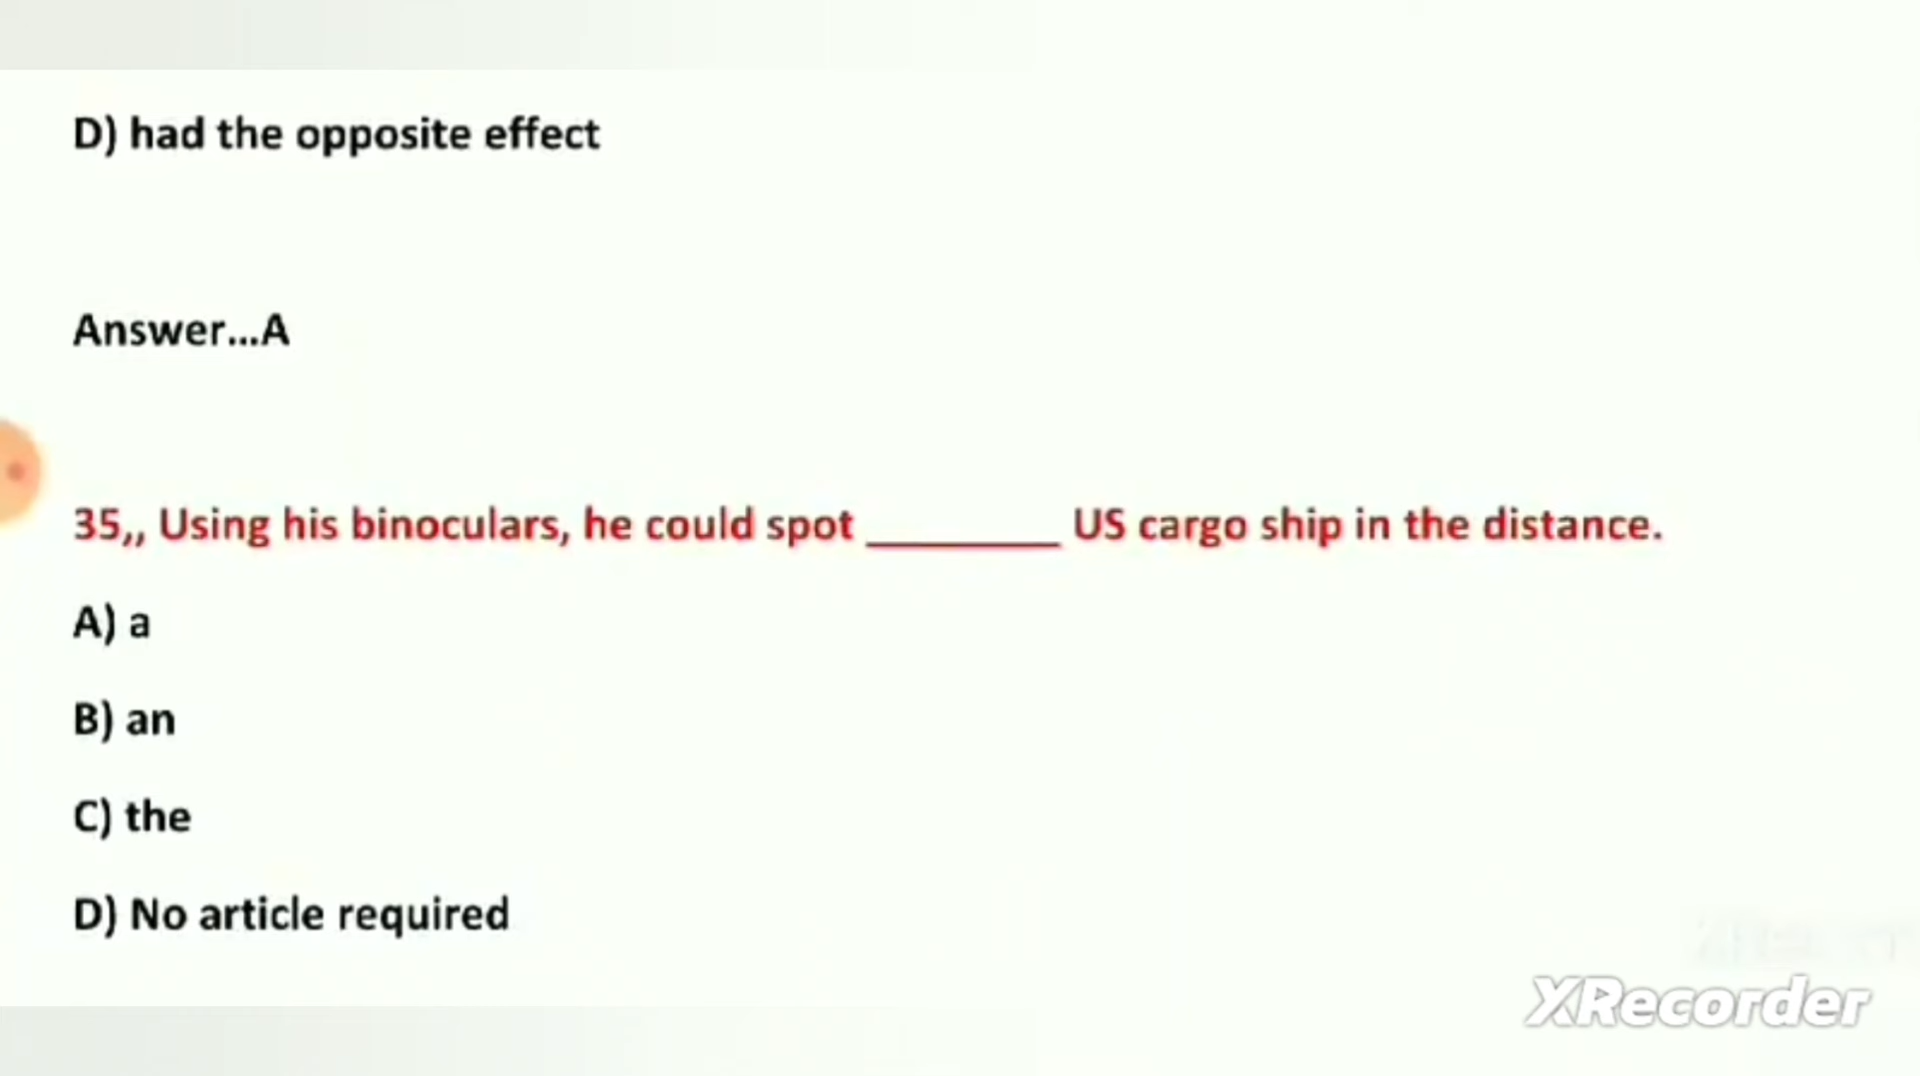 D) had the opposite effect
Answer...A
35,, Using his binoculars, he could spot ________ US cargo ship in the distance.
A) a
B) an
C) the
D) No article required
XRecorder